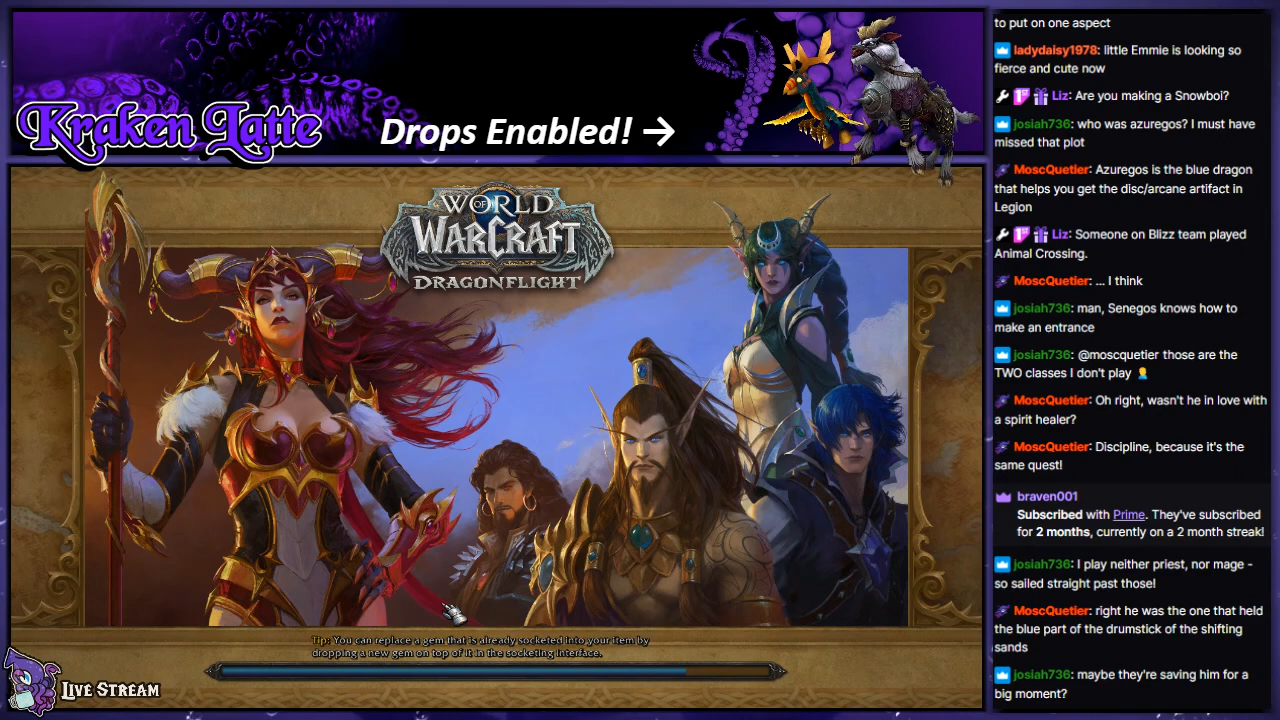 Kraken Latte
Drops Enabled! →
WORLD
OF
WARCRAFT
DRAGONFLIGHT
Tip: You can replace a gem that is already socketed into your item by
dropping a new gem on top of it in the socketing interface.
LIVE STREAM
to put on one aspect
ladydaisy1978: little Emmie is looking so
fierce and cute now
1st Liz: Are you making a Snowboi?
josiah736: who was azuregos? I must have
missed that plot
MoscQuetier: Azuregos is the blue dragon
that helps you get the disc/arcane artifact in
Legion
1st Liz: Someone on Blizz team played
Animal Crossing.
MoscQuetier: ... I think
josiah736: man, Senegos knows how to
make an entrance
josiah736: @moscquetier those are the
TWO classes I don't play
MoscQuetier: Oh right, wasn't he in love with
a spirit healer?
MoscQuetier: Discipline, because it's the
same quest!
braven001
Subscribed with Prime. They've subscribed
for 2 months, currently on a 2 month streak!
josiah736: I play neither priest, nor mage -
so sailed straight past those!
MoscQuetier: right he was the one that held
the blue part of the drumstick of the shifting
sands
josiah736: maybe they're saving him for a
big moment?